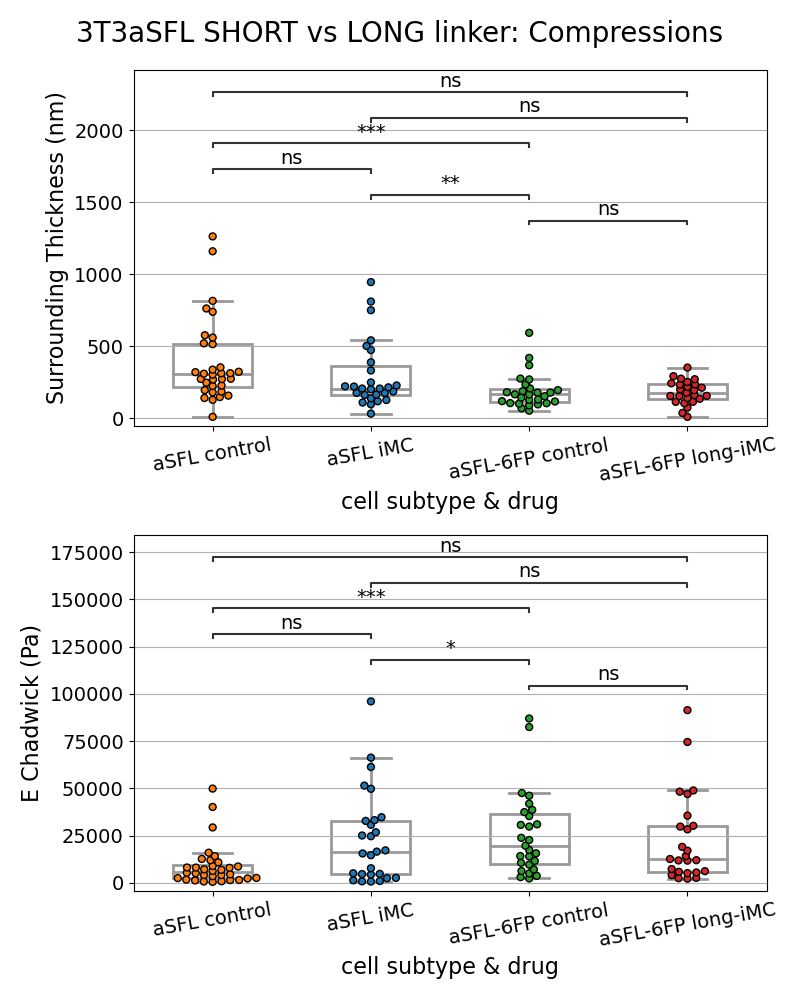 3T3aSFL SHORT vs LONG linker: Compressions
Surrounding Thickness (nm)
2000
1500
1000
500
0
ns
ns
***
ns
**
ns
aSFL control
aSFL iMC
aSFL-6FP control
aSFL-6FP long-iMC
cell subtype & drug
E Chadwick (Pa)
175000
150000
125000
100000
75000
50000
25000
0
ns
ns
***
ns
*
ns
aSFL control
aSFL iMC
aSFL-6FP control
aSFL-6FP long-iMC
cell subtype & drug